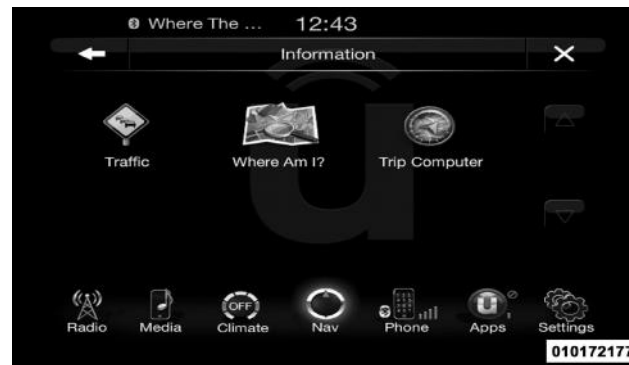 Where The ... 12:43
Information
Traffic Where Am I? Trip Computer
OFF
Radio Media Climate Nav Phone Apps Settings
010172177